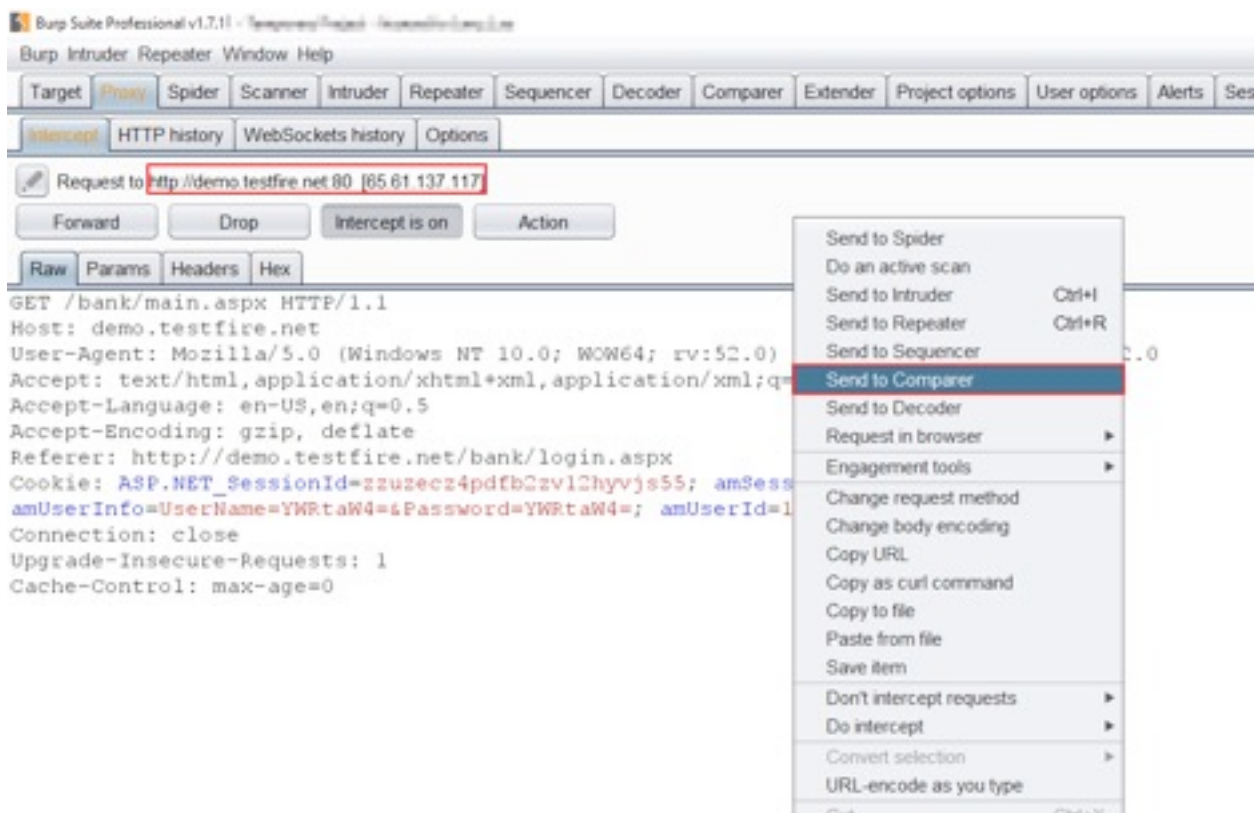 Burp Suite Professional v1.7.1
Burp Intruder Repeater Window Help
Target Proxy Spider Scanner Intruder Repeater Sequencer Decoder Comparer Extender Project options User options Alerts Ses
Intercept HTTP history WebSockets history Options
Request to http://demo.testfire.net:80 [65.61.137.117]
Forward Drop Intercept is on Action
Raw Params Headers Hex
GET /bank/main.aspx HTTP/1.1
Host: demo.testfire.net
User-Agent: Mozilla/5.0 (Windows NT 10.0; WOW64; rv:52.0) 2.0
Accept: text/html,application/xhtml+xml,application/xml;q=
Accept-Language: en-US,en;q=0.5
Accept-Encoding: gzip, deflate
Referer: http://demo.testfire.net/bank/login.aspx
Cookie: ASP.NET_SessionId=zzuzecz4pdfb2zvl2hyvjs55; amSess
amUserInfo=UserName=YWRtaW4=&Password=YWRtaW4=; amUserId=1
Connection: close
Upgrade-Insecure-Requests: 1
Cache-Control: max-age=0
Send to Spider
Do an active scan
Send to Intruder Ctrl+I
Send to Repeater Ctrl+R
Send to Sequencer
Send to Comparer
Send to Decoder
Request in browser
Engagement tools
Change request method
Change body encoding
Copy URL
Copy as curl command
Copy to file
Paste from file
Save item
Don't intercept requests
Do intercept
Convert selection
URL-encode as you type